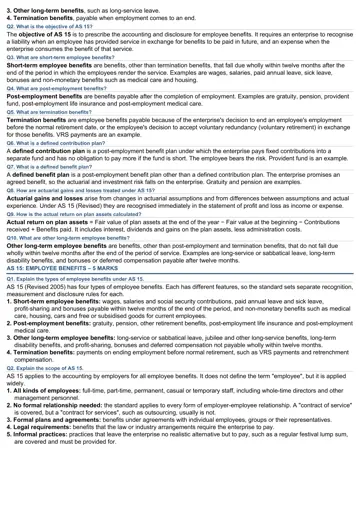 3. Other long-term benefits, such as long-service leave.
4. Termination benefits, payable when employment comes to an end.
Q2. What is the objective of AS 15?
The objective of AS 15 is to prescribe the accounting and disclosure for employee benefits. It requires an enterprise to recognise
a liability when an employee has provided service in exchange for benefits to be paid in future, and an expense when the
enterprise consumes the benefit of that service.
Q3. What are short-term employee benefits?
Short-term employee benefits are benefits, other than termination benefits, that fall due wholly within twelve months after the
end of the period in which the employees render the service. Examples are wages, salaries, paid annual leave, sick leave,
bonuses and non-monetary benefits such as medical care and housing.
Q4. What are post-employment benefits?
Post-employment benefits are benefits payable after the completion of employment. Examples are gratuity, pension, provident
fund, post-employment life insurance and post-employment medical care.
Q5. What are termination benefits?
Termination benefits are employee benefits payable because of the enterprise's decision to end an employee's employment
before the normal retirement date, or the employee's decision to accept voluntary redundancy (voluntary retirement) in exchange
for those benefits. VRS payments are an example.
Q6. What is a defined contribution plan?
A defined contribution plan is a post-employment benefit plan under which the enterprise pays fixed contributions into a
separate fund and has no obligation to pay more if the fund is short. The employee bears the risk. Provident fund is an example.
Q7. What is a defined benefit plan?
A defined benefit plan is a post-employment benefit plan other than a defined contribution plan. The enterprise promises an
agreed benefit, so the actuarial and investment risk falls on the enterprise. Gratuity and pension are examples.
Q8. How are actuarial gains and losses treated under AS 15?
Actuarial gains and losses arise from changes in actuarial assumptions and from differences between assumptions and actual
experience. Under AS 15 (Revised) they are recognised immediately in the statement of profit and loss as income or expense.
Q9. How is the actual return on plan assets calculated?
Actual return on plan assets = Fair value of plan assets at the end of the year − Fair value at the beginning − Contributions
received + Benefits paid. It includes interest, dividends and gains on the plan assets, less administration costs.
Q10. What are other long-term employee benefits?
Other long-term employee benefits are benefits, other than post-employment and termination benefits, that do not fall due
wholly within twelve months after the end of the period of service. Examples are long-service or sabbatical leave, long-term
disability benefits, and bonuses or deferred compensation payable after twelve months.
AS 15: EMPLOYEE BENEFITS – 5 MARKS
Q1. Explain the types of employee benefits under AS 15.
AS 15 (Revised 2005) has four types of employee benefits. Each has different features, so the standard sets separate recognition,
measurement and disclosure rules for each.
1. Short-term employee benefits: wages, salaries and social security contributions, paid annual leave and sick leave,
profit-sharing and bonuses payable within twelve months of the end of the period, and non-monetary benefits such as medical
care, housing, cars and free or subsidised goods for current employees.
2. Post-employment benefits: gratuity, pension, other retirement benefits, post-employment life insurance and post-employment
medical care.
3. Other long-term employee benefits: long-service or sabbatical leave, jubilee and other long-service benefits, long-term
disability benefits, and profit-sharing, bonuses and deferred compensation not payable wholly within twelve months.
4. Termination benefits: payments on ending employment before normal retirement, such as VRS payments and retrenchment
compensation.
Q2. Explain the scope of AS 15.
AS 15 applies to the accounting by employers for all employee benefits. It does not define the term "employee", but it is applied
widely.
1. All kinds of employees: full-time, part-time, permanent, casual or temporary staff, including whole-time directors and other
management personnel.
2. No formal relationship needed: the standard applies to every form of employer-employee relationship. A "contract of service"
is covered, but a "contract for services", such as outsourcing, usually is not.
3. Formal plans and agreements: benefits under agreements with individual employees, groups or their representatives.
4. Legal requirements: benefits that the law or industry arrangements require the enterprise to pay.
5. Informal practices: practices that leave the enterprise no realistic alternative but to pay, such as a regular festival lump sum,
are covered and must be provided for.